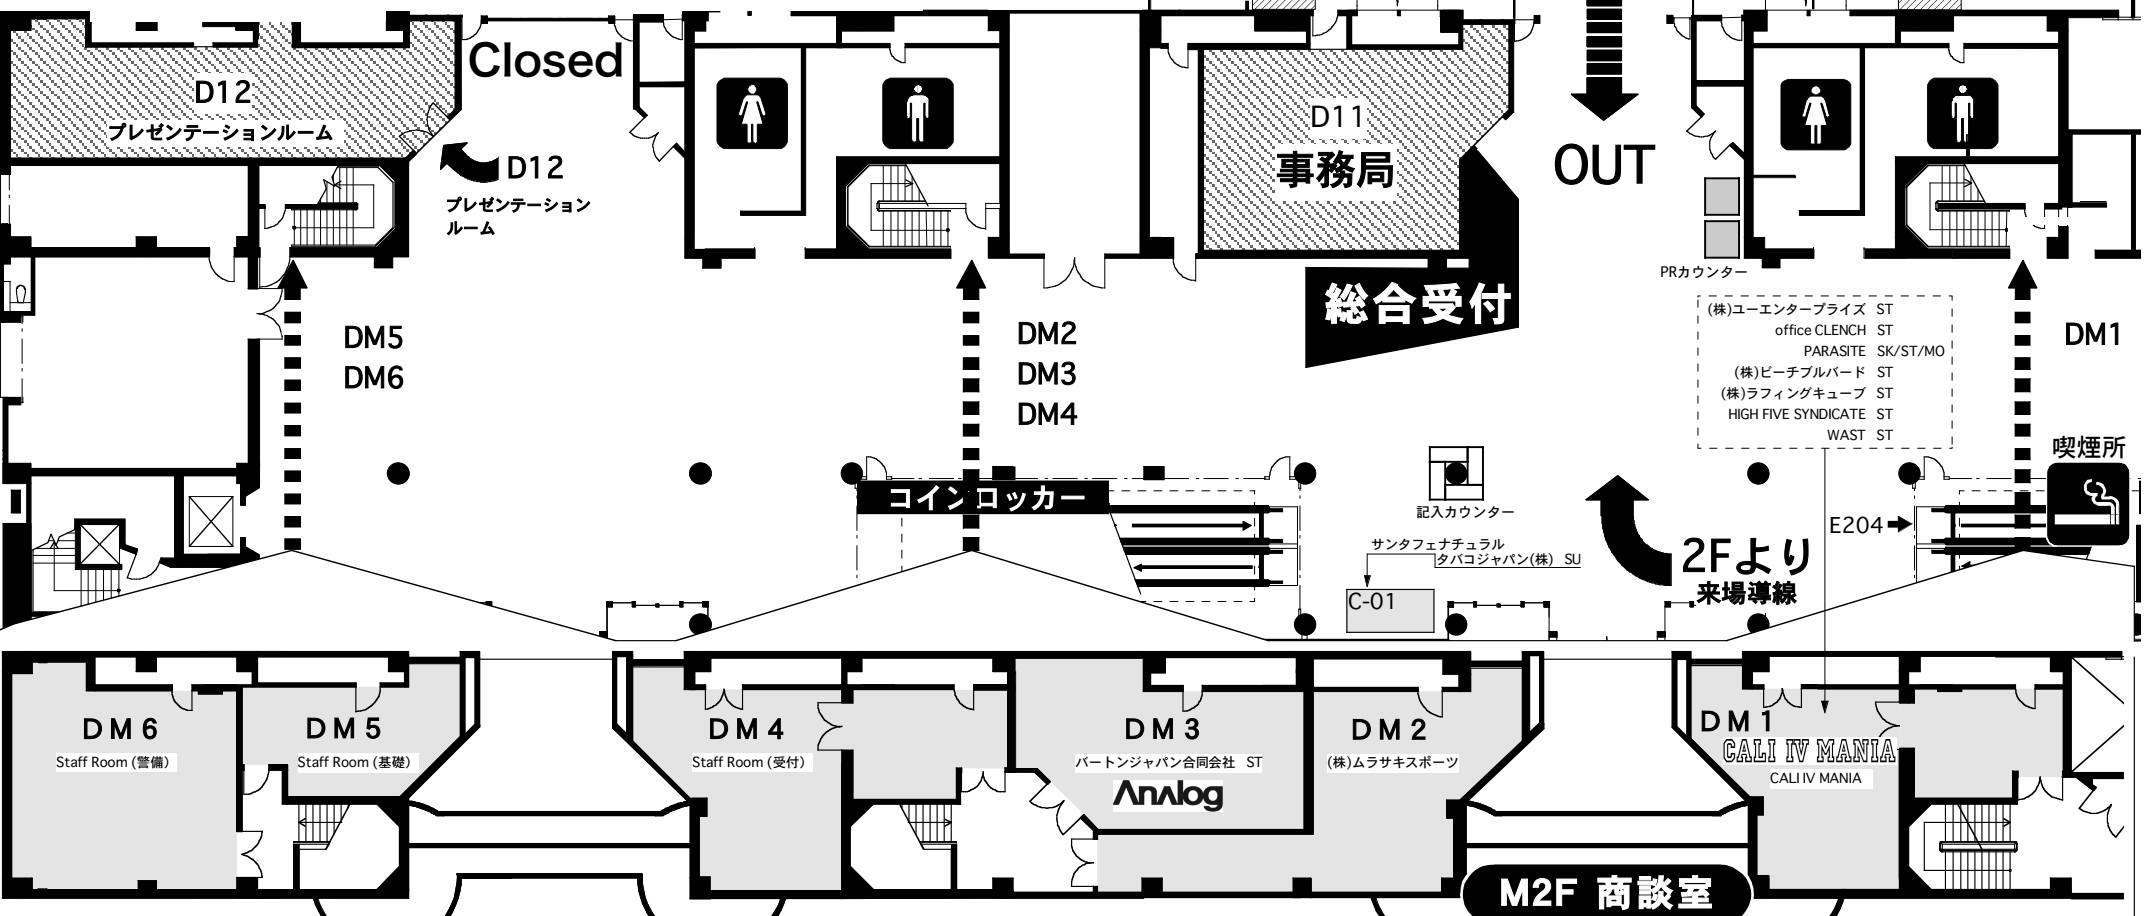 Closed
D12
プレゼンテーションルーム
D12
プレゼンテーション
ルーム
D11
事務局
OUT
総合受付
PRカウンター
(株)ユーエンタープライズ ST
office CLENCH ST
PARASITE SK/ST/MO
(株)ピーチブルバード ST
(株)ラフィングキューブ ST
HIGH FIVE SYNDICATE ST
WAST ST
DM5
DM6
DM2
DM3
DM4
DM1
喫煙所
コインロッカー
記入カウンター
E204
サンタフェナチュラル
タバコジャパン(株) SU
C-01
2Fより
来場導線
DM6
Staff Room (警備)
DM5
Staff Room (基礎)
DM4
Staff Room (受付)
DM3
バートンジャパン合同会社 ST
Analog
DM2
(株)ムラサキスポーツ
DM1
CALI IV MANIA
CALI IV MANIA
M2F 商談室